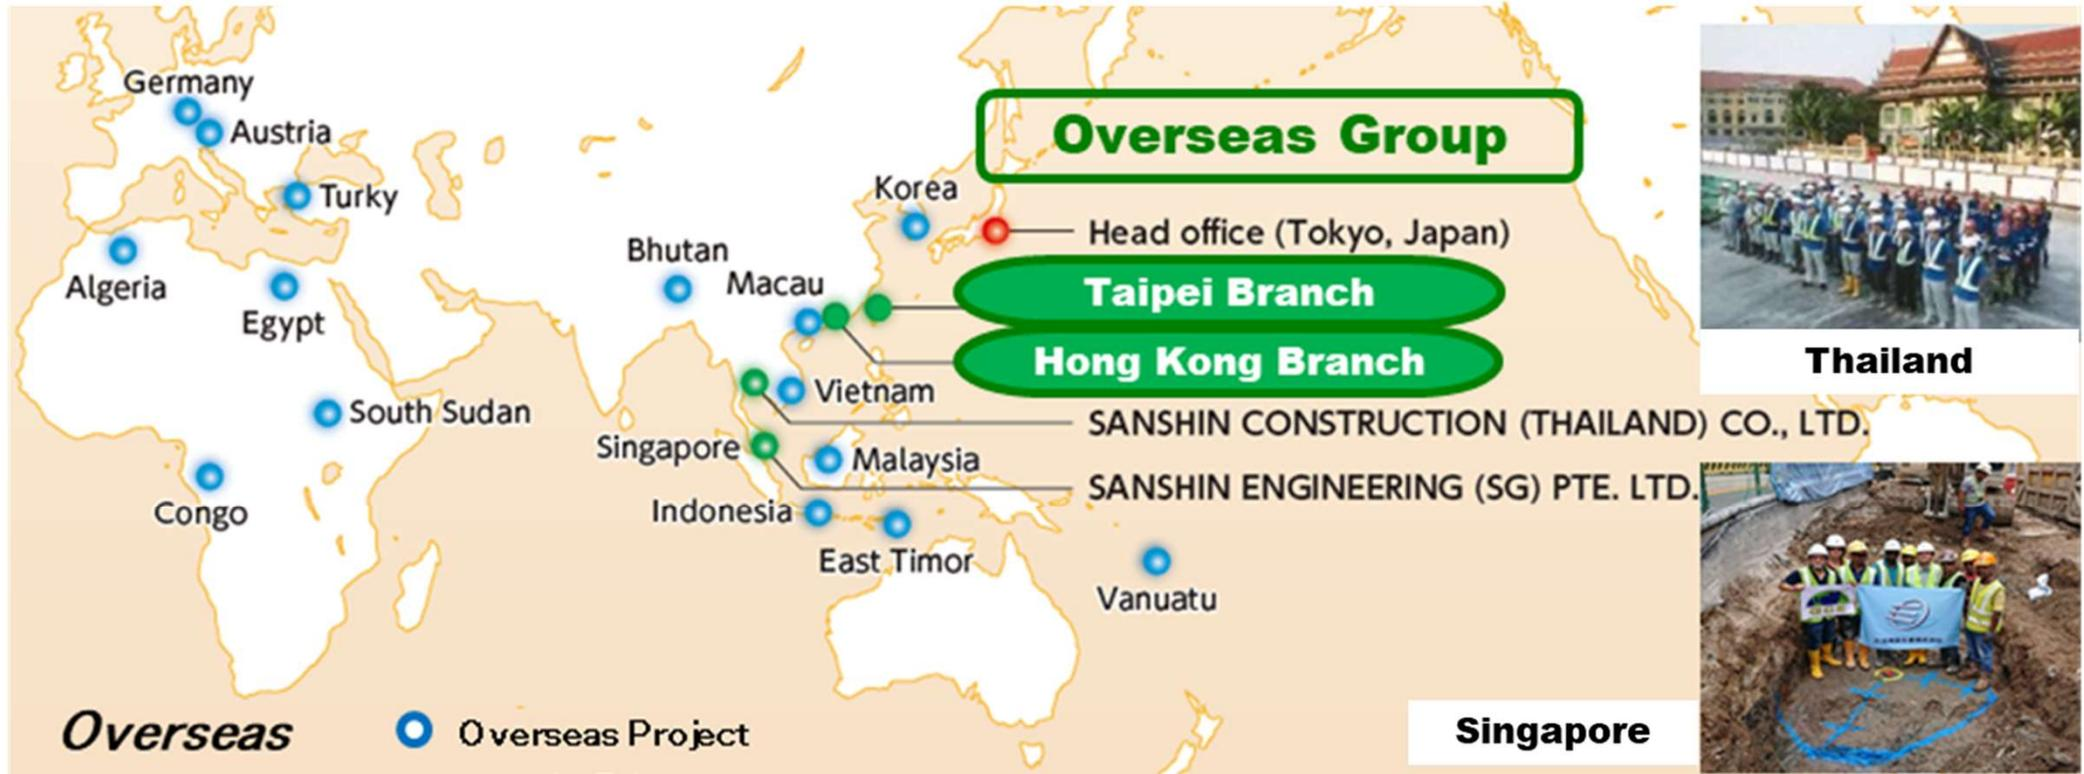 Germany
Austria
Turky
Algeria
Egypt
South Sudan
Congo
Bhutan
Macau
Korea
Overseas Group
Head office (Tokyo, Japan)
Taipei Branch
Hong Kong Branch
Vietnam
SANSHIN CONSTRUCTION (THAILAND) CO., LTD.
Singapore
Malaysia
SANSHIN ENGINEERING (SG) PTE. LTD.
Indonesia
East Timor
Vanuatu
Thailand
Singapore
Overseas
Overseas Project